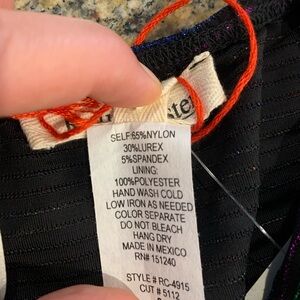 SELF:65%NYLON
30%LUREX
5%SPANDEX
LINING:
100%POLYESTER
HAND WASH COLD
LOW IRON AS NEEDED
COLOR SEPARATE
DO NOT BLEACH
HANG DRY
MADE IN MEXICO
RN# 151240
STYLE # RC-4915
CUT # 5112